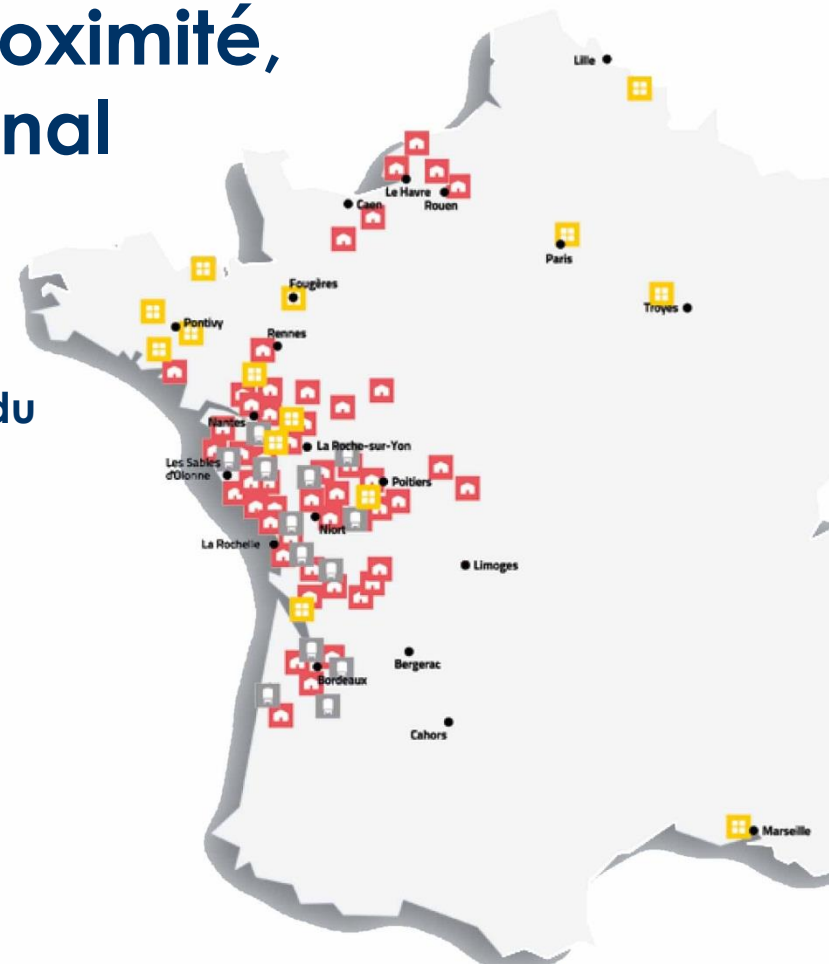 oximité,
nal
Lille
Le Havre
Caen
Rouen
Paris
Fougères
Troyes
Pontivy
Rennes
du
Nantes
La Roche-sur-Yon
Les Sables
d'Olonne
Poitiers
Niort
La Rochelle
Limoges
Bergerac
Bordeaux
Cahors
Marseille